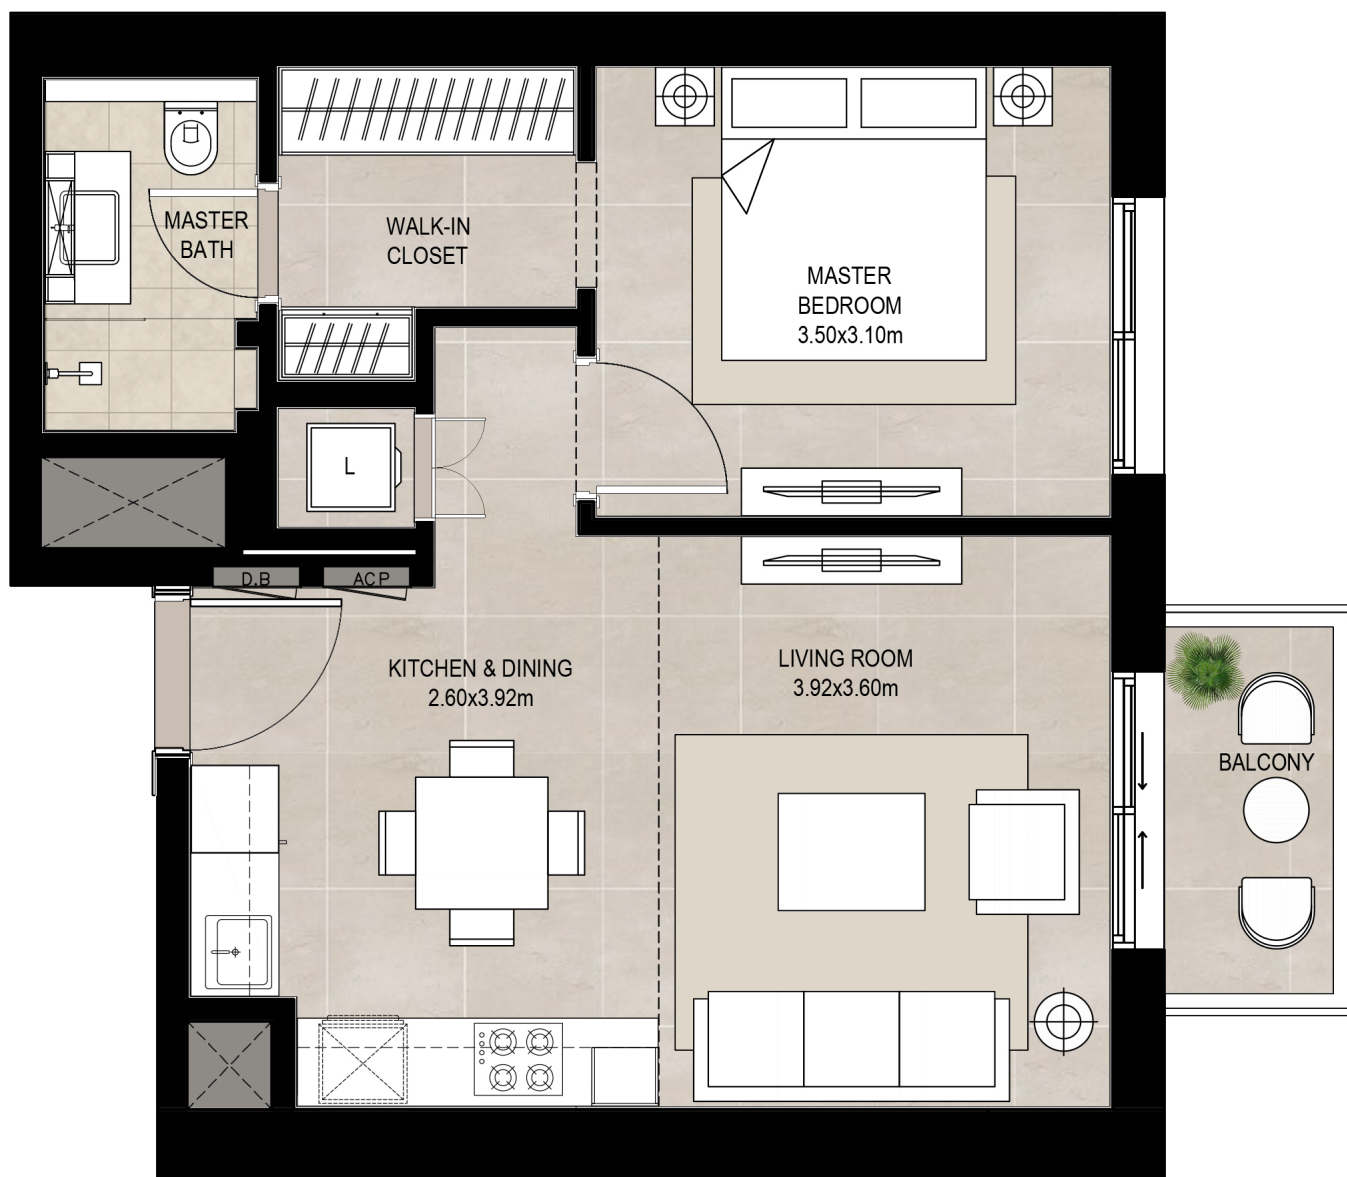 MASTER
BATH
WALK-IN
CLOSET
MASTER
BEDROOM
3.50x3.10m
L
D.B
ACP
KITCHEN & DINING
2.60x3.92m
LIVING ROOM
3.92x3.60m
BALCONY